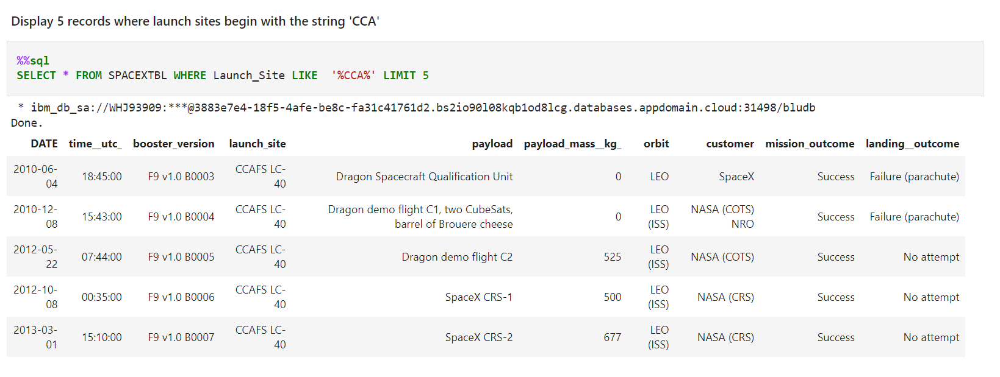 Display 5 records where launch sites begin with the string 'CCA'
%%sql
SELECT * FROM SPACEXTBL WHERE Launch_Site LIKE  '%CCA%' LIMIT 5
* ibm_db_sa://WHJ93909:***@3883e7e4-18f5-4afe-be8c-fa31c41761d2.bs2io90l08kqb1od8lcg.databases.appdomain.cloud:31498/bludb
Done.
DATE time__utc_ booster_version launch_site payload payload_mass__kg_ orbit customer mission_outcome landing__outcome
2010-06-04 18:45:00 F9 v1.0 B0003 CCAFS LC-40 Dragon Spacecraft Qualification Unit 0 LEO SpaceX Success Failure (parachute)
2010-12-08 15:43:00 F9 v1.0 B0004 CCAFS LC-40 Dragon demo flight C1, two CubeSats, barrel of Brouere cheese 0 LEO (ISS) NASA (COTS) NRO Success Failure (parachute)
2012-05-22 07:44:00 F9 v1.0 B0005 CCAFS LC-40 Dragon demo flight C2 525 LEO (ISS) NASA (COTS) Success No attempt
2012-10-08 00:35:00 F9 v1.0 B0006 CCAFS LC-40 SpaceX CRS-1 500 LEO (ISS) NASA (CRS) Success No attempt
2013-03-01 15:10:00 F9 v1.0 B0007 CCAFS LC-40 SpaceX CRS-2 677 LEO (ISS) NASA (CRS) Success No attempt